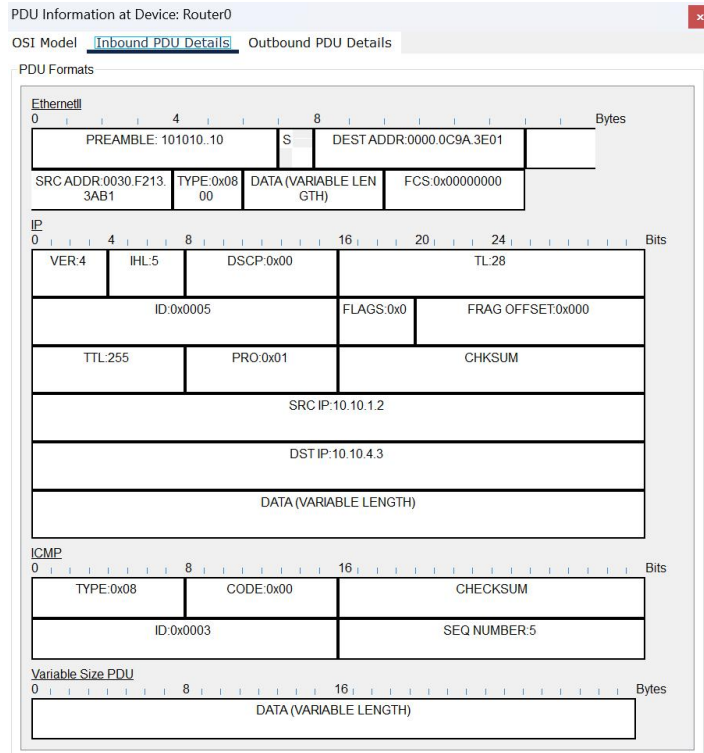 PDU Information at Device: Router0
x
OSI Model Inbound PDU Details Outbound PDU Details
PDU Formats
EthernetII
0 4 8 Bytes
PREAMBLE: 101010..10 S DEST ADDR:0000.0C9A.3E01
SRC ADDR:0030.F213. TYPE:0x08 DATA (VARIABLE LEN FCS:0x00000000
3AB1 00 GTH)
IP
0 4 8 16 20 24 Bits
VER:4 IHL:5 DSCP:0x00 TL:28
ID:0x0005 FLAGS:0x0 FRAG OFFSET:0x000
TTL:255 PRO:0x01 CHKSUM
SRC IP:10.10.1.2
DST IP:10.10.4.3
DATA (VARIABLE LENGTH)
ICMP
0 8 16 Bits
TYPE:0x08 CODE:0x00 CHECKSUM
ID:0x0003 SEQ NUMBER:5
Variable Size PDU
0 8 16 Bytes
DATA (VARIABLE LENGTH)